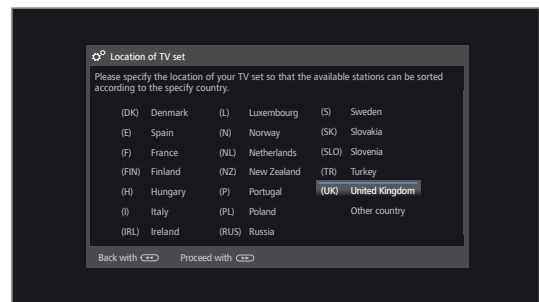 Location of TV set
Please specify the location of your TV set so that the available stations can be sorted
according to the specify country.
(DK) Denmark (L) Luxembourg (S) Sweden
(E) Spain (N) Norway (SK) Slovakia
(F) France (NL) Netherlands (SLO) Slovenia
(FIN) Finland (NZ) New Zealand (TR) Turkey
(H) Hungary (P) Portugal (UK) United Kingdom
(I) Italy (PL) Poland Other country
(IRL) Ireland (RUS) Russia
Back with Proceed with